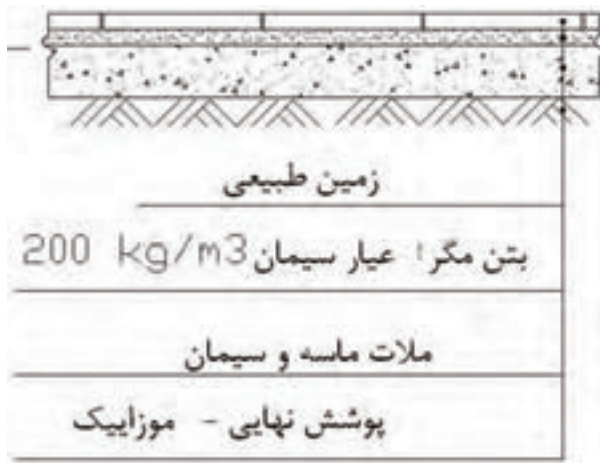 زمین طبیعی
بتن مگر! عیار سیمان 200 kg/m3
ملات ماسه و سیمان
پوشش نهایی - موزاییک